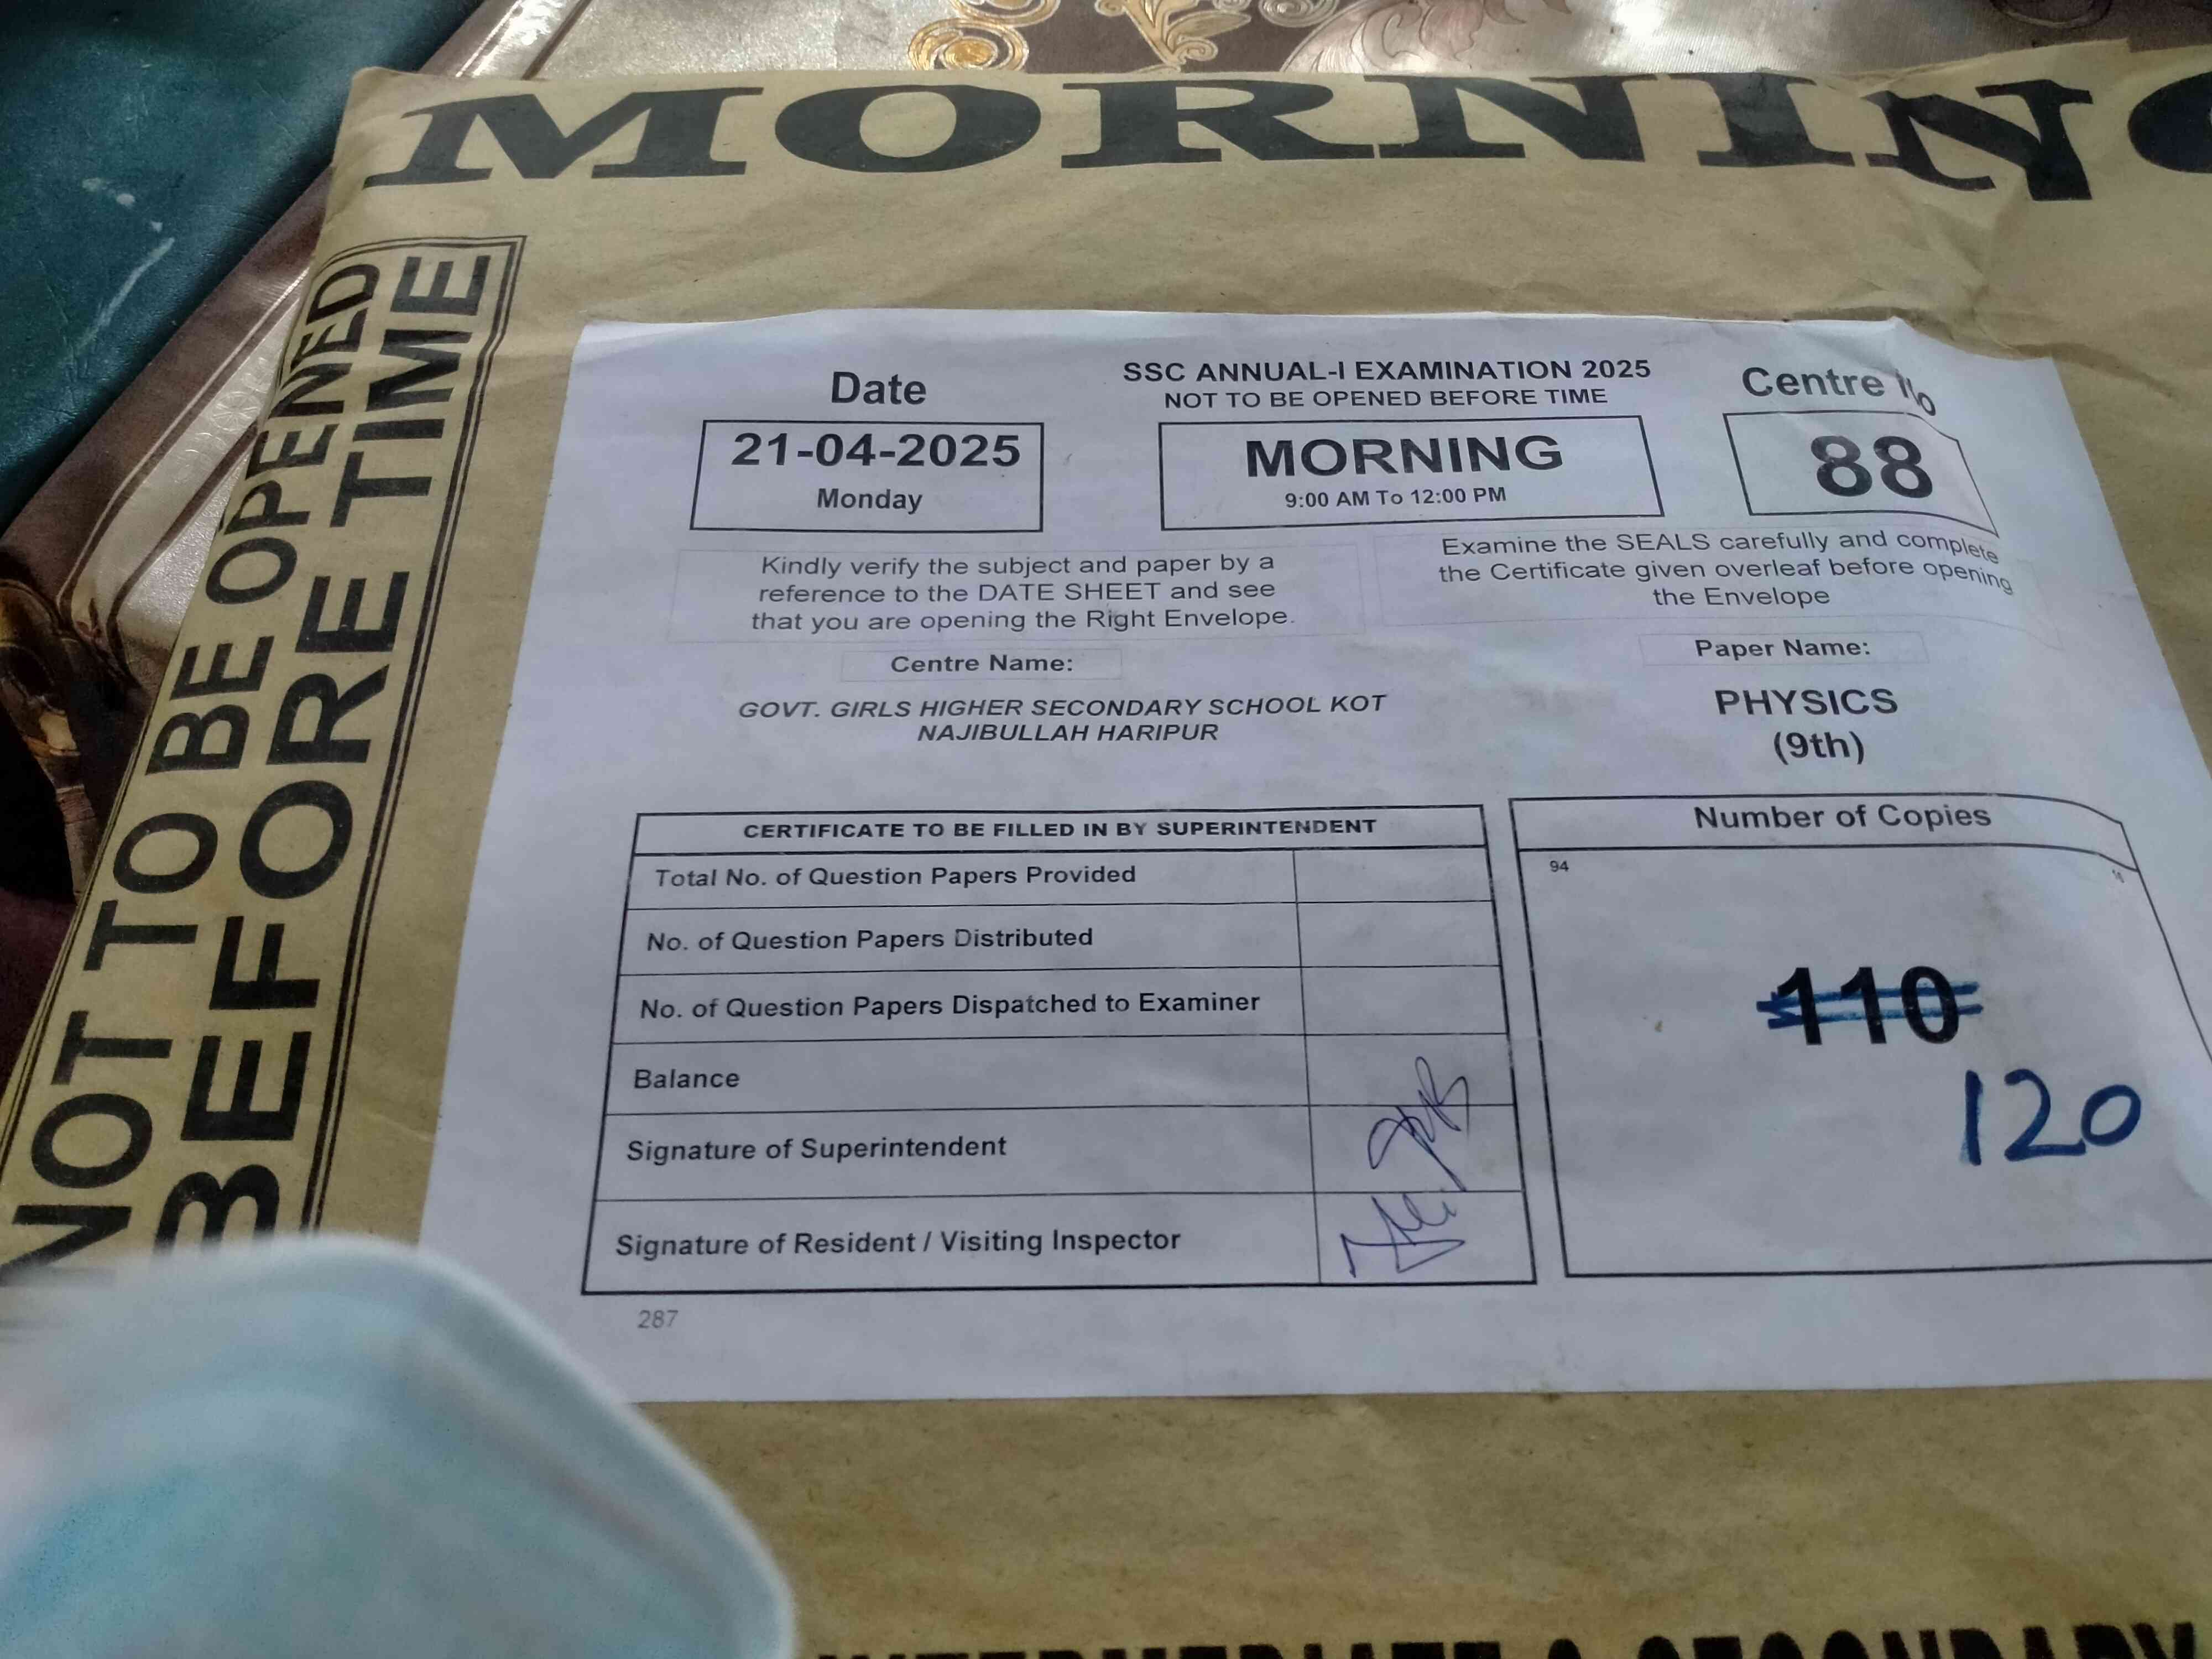 MORNIN
NOT TO BE OPENED
BEFORE TIME
Date
21-04-2025
Monday
SSC ANNUAL-I EXAMINATION 2025
NOT TO BE OPENED BEFORE TIME
MORNING
9:00 AM To 12:00 PM
Centre No
88
Kindly verify the subject and paper by a
reference to the DATE SHEET and see
that you are opening the Right Envelope.
Examine the SEALS carefully and complete
the Certificate given overleaf before opening
the Envelope
Centre Name:
GOVT. GIRLS HIGHER SECONDARY SCHOOL KOT
NAJIBULLAH HARIPUR
Paper Name:
PHYSICS
(9th)
CERTIFICATE TO BE FILLED IN BY SUPERINTENDENT
Total No. of Question Papers Provided
No. of Question Papers Distributed
No. of Question Papers Dispatched to Examiner
Balance
Signature of Superintendent
Signature of Resident / Visiting Inspector
Number of Copies
94
110
120
287